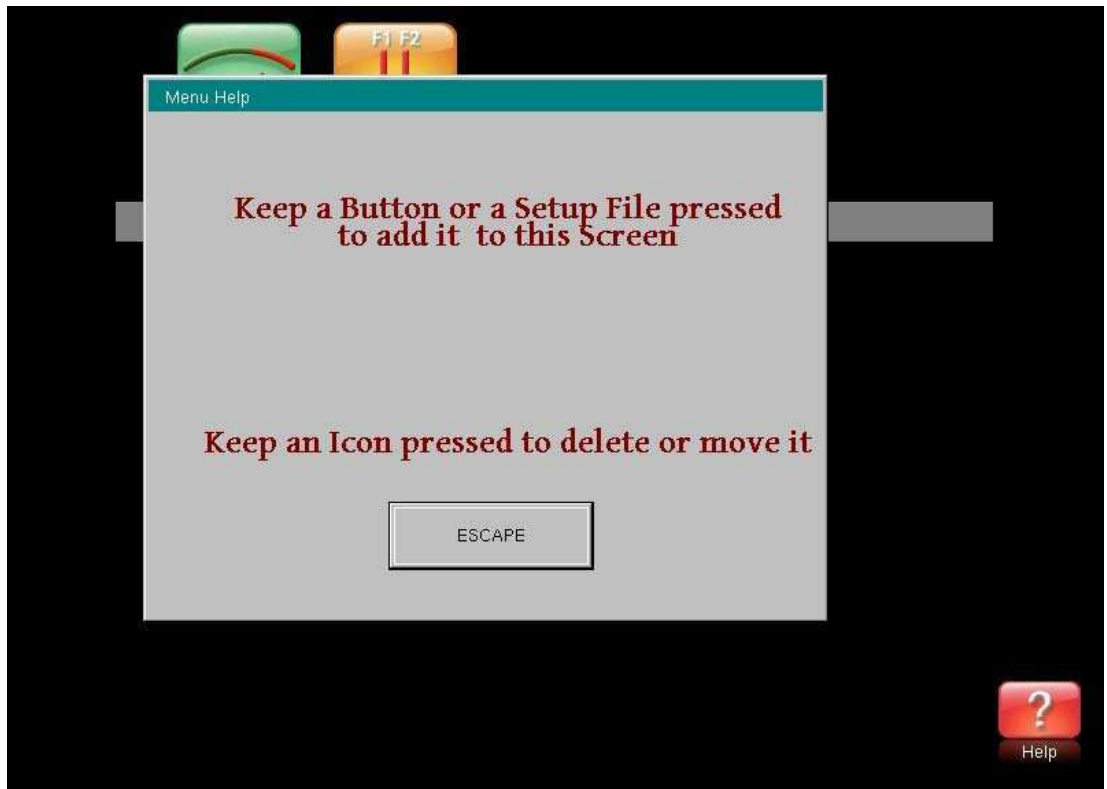 F1 F2
Menu Help
Keep a Button or a Setup File pressed
to add it to this Screen
Keep an Icon pressed to delete or move it
ESCAPE
?
Help